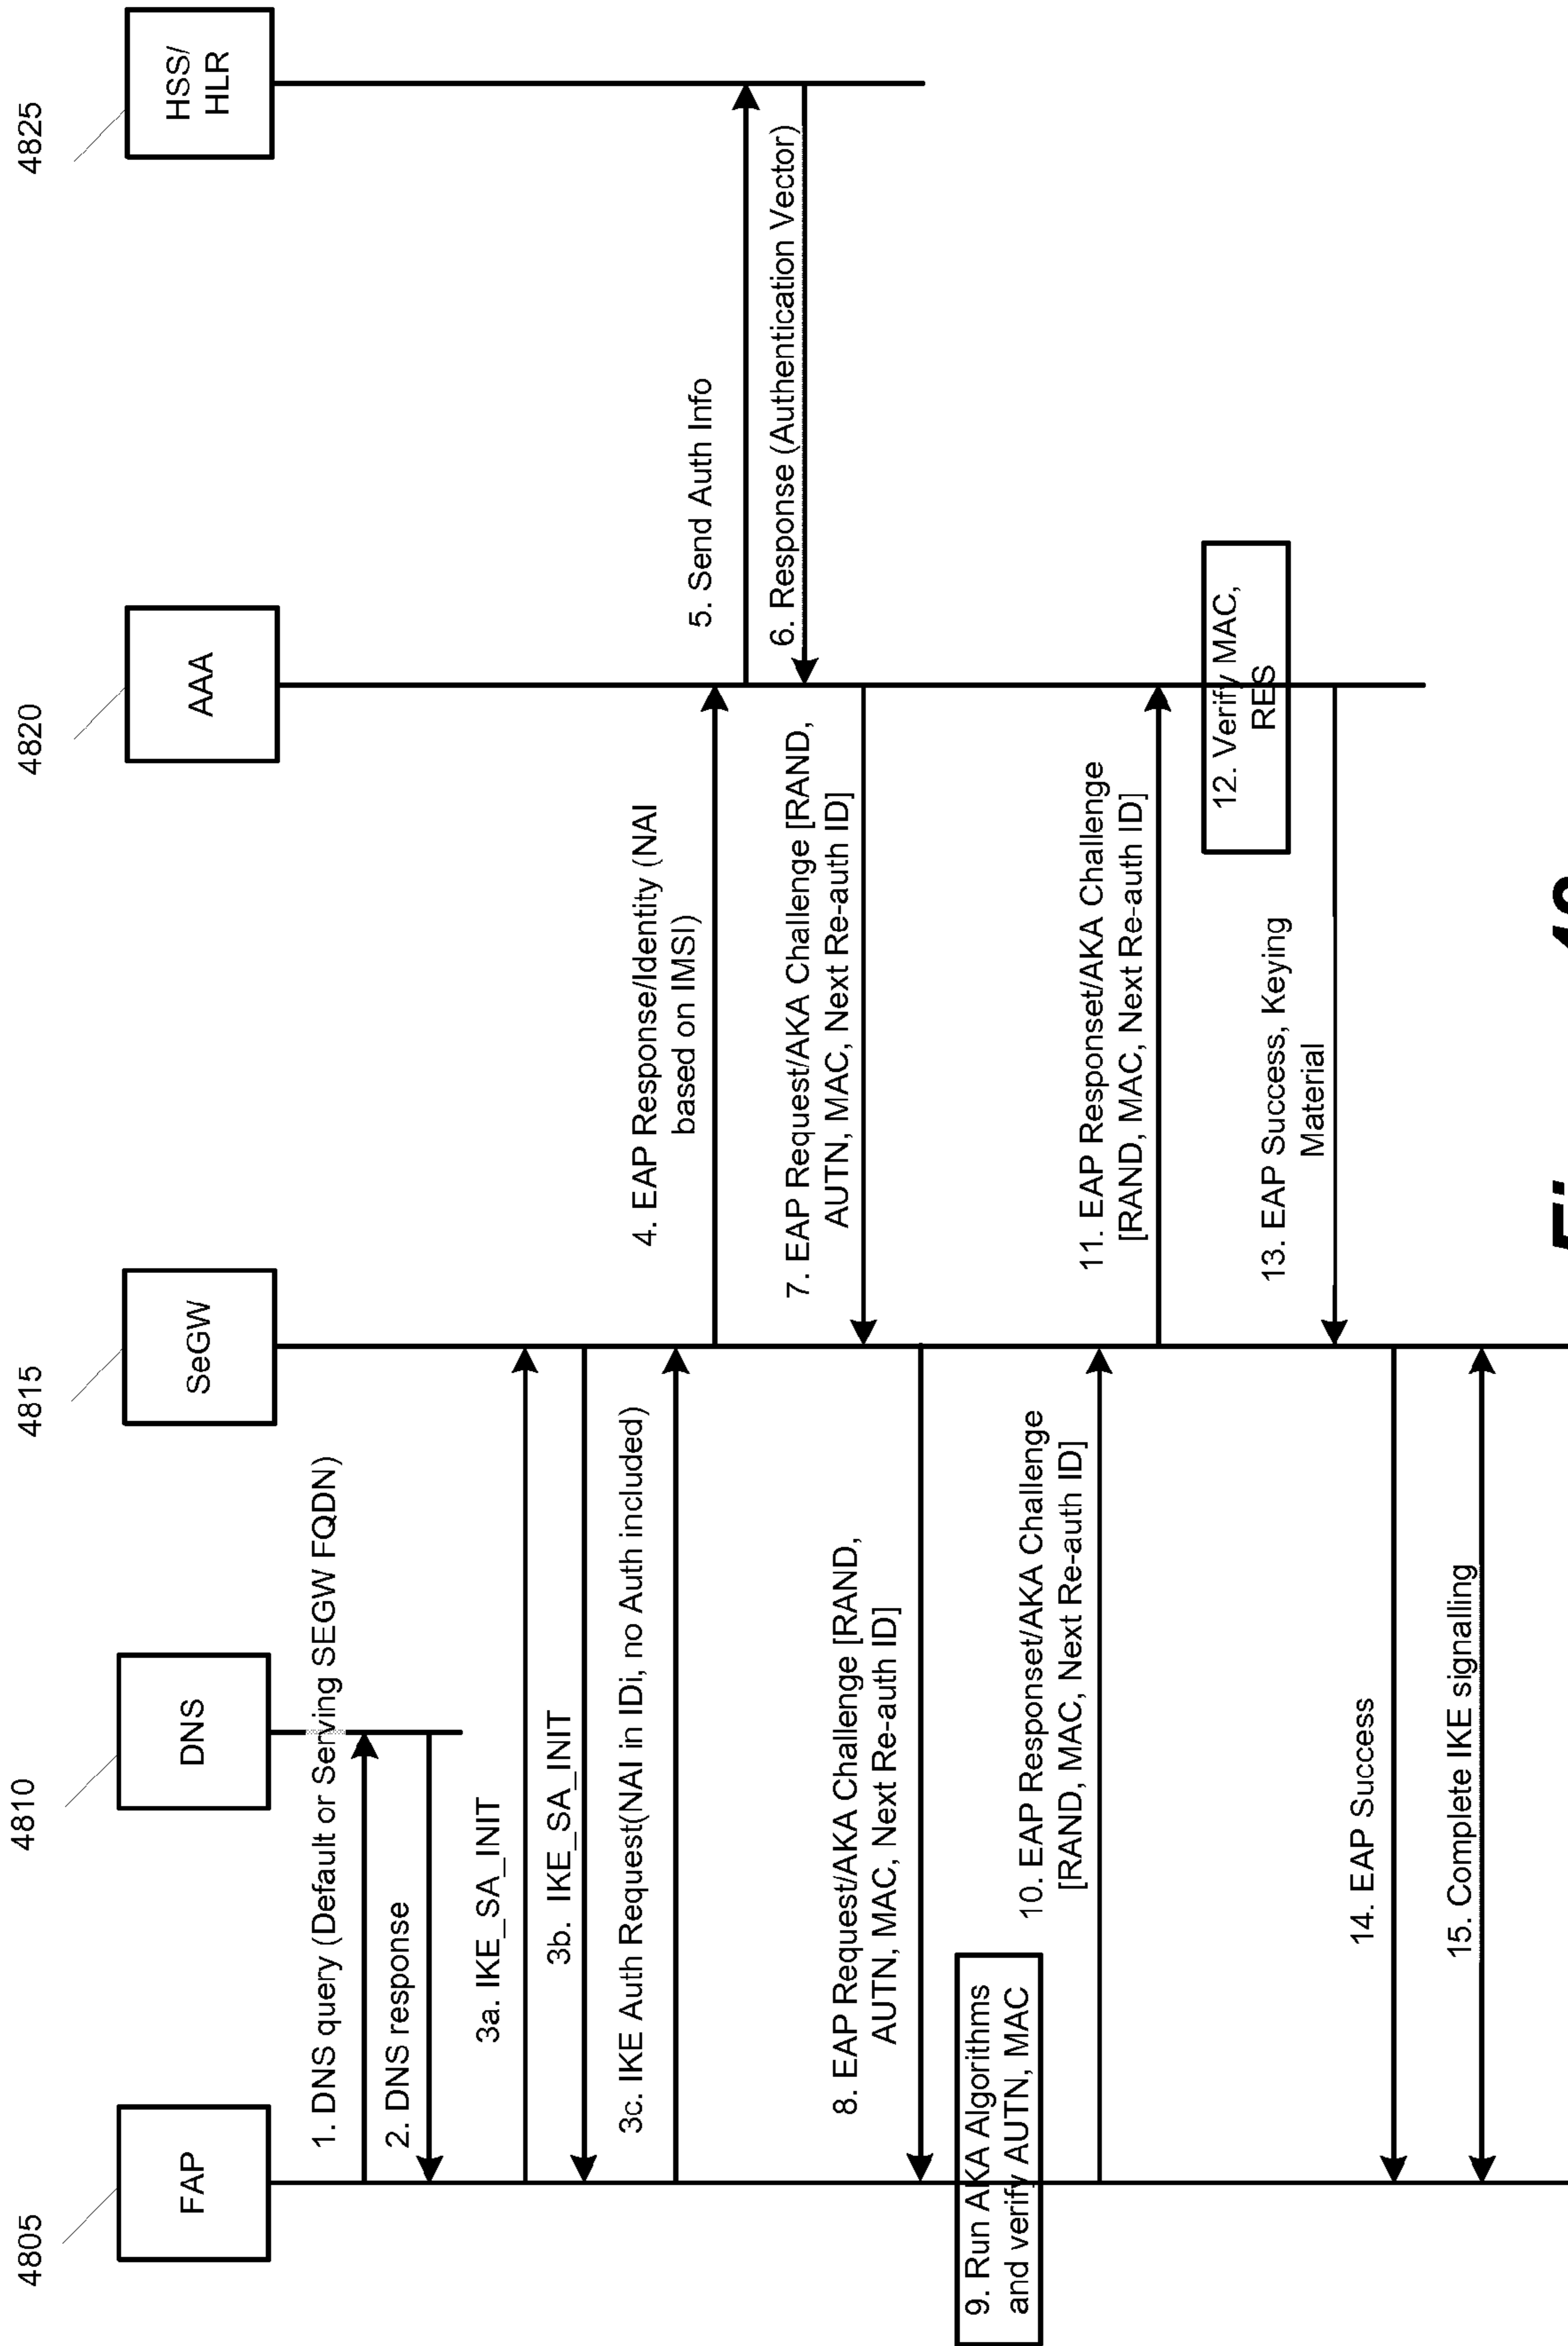 4805
4810
4815
4820
4825
FAP
DNS
SeGW
AAA
HSS/
HLR
1. DNS query (Default or Serving SEGW FQDN)
2. DNS response
3a. IKE_SA_INIT
3b. IKE_SA_INIT
3c. IKE Auth Request(NAI in IDi, no Auth included)
4. EAP Response/Identity (NAI
based on IMSI)
5. Send Auth Info
6. Response (Authentication Vector)
7. EAP Request/AKA Challenge [RAND,
AUTN, MAC, Next Re-auth ID]
8. EAP Request/AKA Challenge [RAND,
AUTN, MAC, Next Re-auth ID]
9. Run AKA Algorithms
and verify AUTN, MAC
10. EAP Response/AKA Challenge
[RAND, MAC, Next Re-auth ID]
11. EAP Responset/AKA Challenge
[RAND, MAC, Next Re-auth ID]
12. Verify MAC,
RES
13. EAP Success, Keying
Material
14. EAP Success
15. Complete IKE signalling